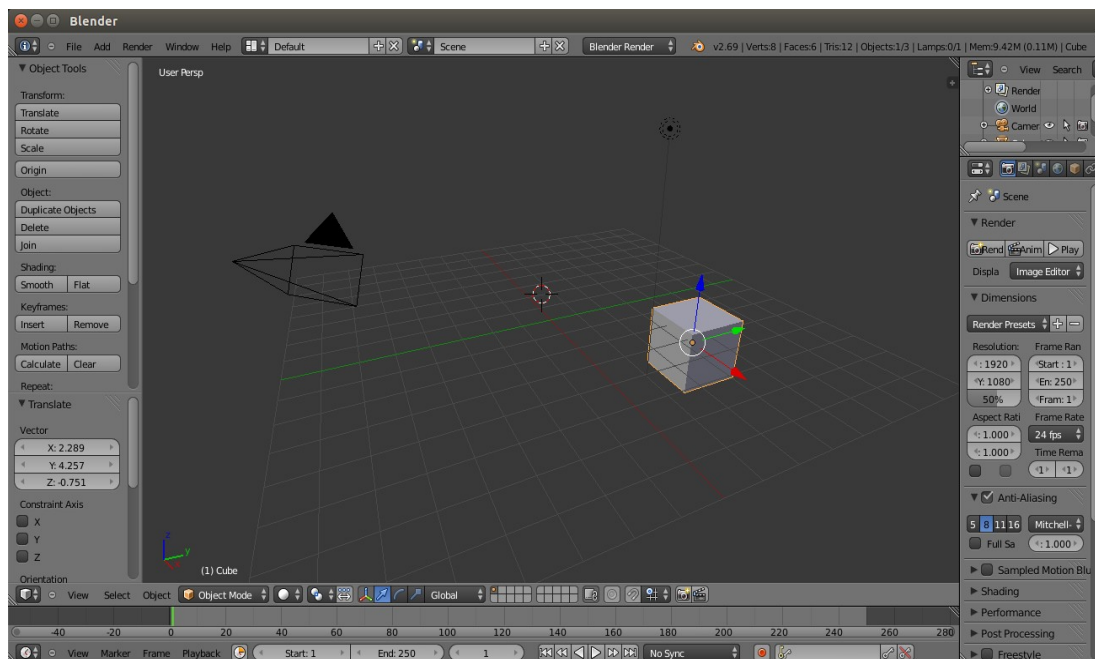 Blender
File Add Render Window Help Default Scene Blender Render v2.69 | Verts:8 | Faces:6 | Tris:12 | Objects:1/3 | Lamps:0/1 | Mem:9.42M (0.11M) | Cube
Object Tools
Transform:
Translate
Rotate
Scale
Origin
Object:
Duplicate Objects
Delete
Join
Shading:
Smooth Flat
Keyframes:
Insert Remove
Motion Paths:
Calculate Clear
Repeat:
Translate
Vector
X: 2.289
Y: 4.257
Z: -0.751
Constraint Axis
X
Y
Z
Orientation
User Persp
z
y
(1) Cube
View Select Object Object Mode Global
-40 -20 0 20 40 60 80 100 120 140 160 180 200 220 240 260 280
View Marker Frame Playback Start: 1 End: 250 1 No Sync
View Search
Render
World
Camer
Scene
Render
Rend Anim Play
Displa Image Editor
Dimensions
Render Presets
Resolution: Frame Ran
: 1920 Start : 1
Y: 1080 En: 250
50% Fram: 1
Aspect Rati Frame Rate
: 1.000 24 fps
: 1.000 Time Rema
1 1
Anti-Aliasing
5 8 11 16 Mitchell-
Full Sa : 1.000
Sampled Motion Blu
Shading
Performance
Post Processing
Freestyle